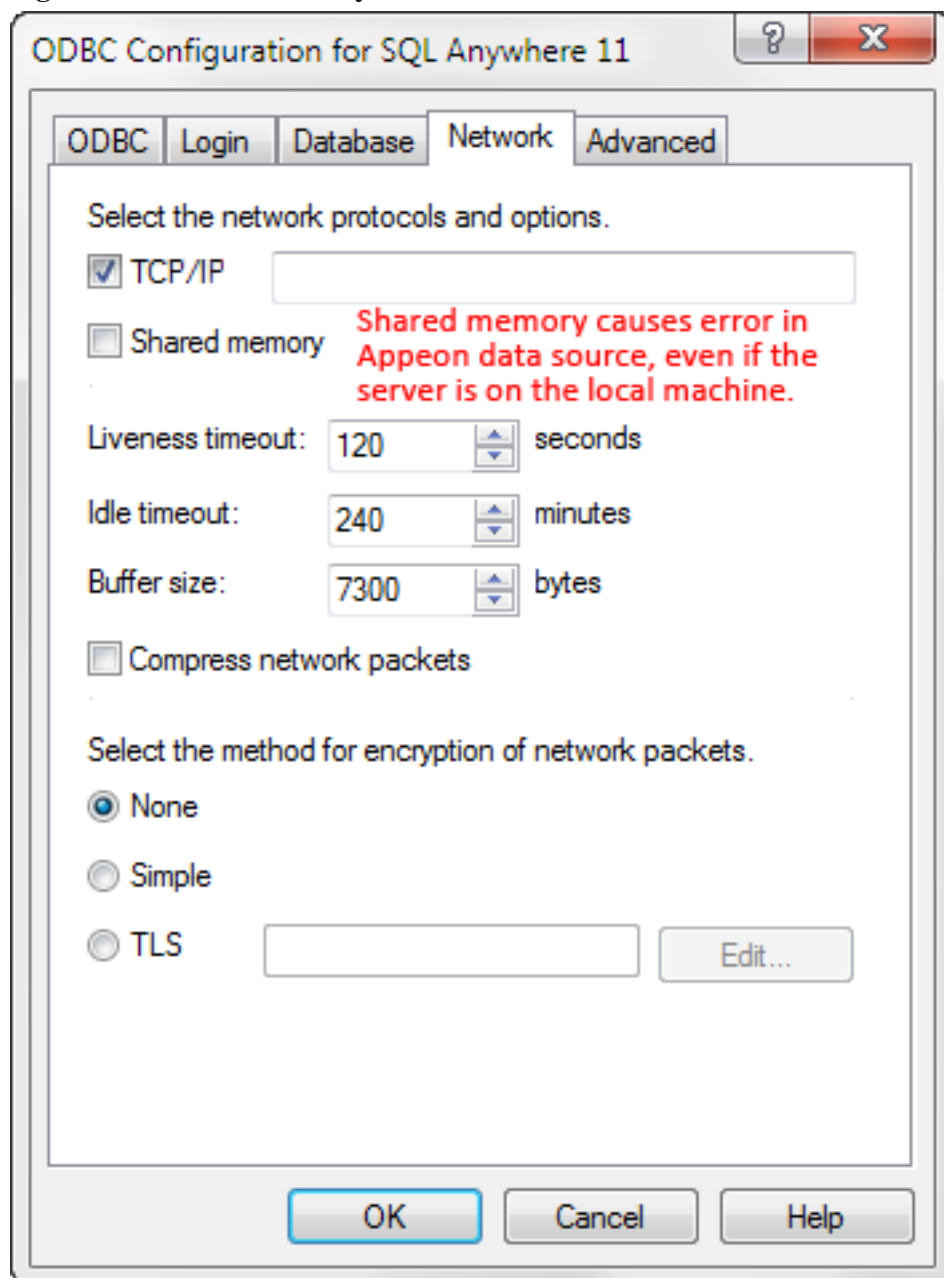 ODBC Configuration for SQL Anywhere 11
ODBC Login Database Network Advanced
Select the network protocols and options.
TCP/IP
Shared memory
Shared memory causes error in
Appeon data source, even if the
server is on the local machine.
Liveness timeout: 120 seconds
Idle timeout: 240 minutes
Buffer size: 7300 bytes
Compress network packets
Select the method for encryption of network packets.
None
Simple
TLS Edit...
OK Cancel Help